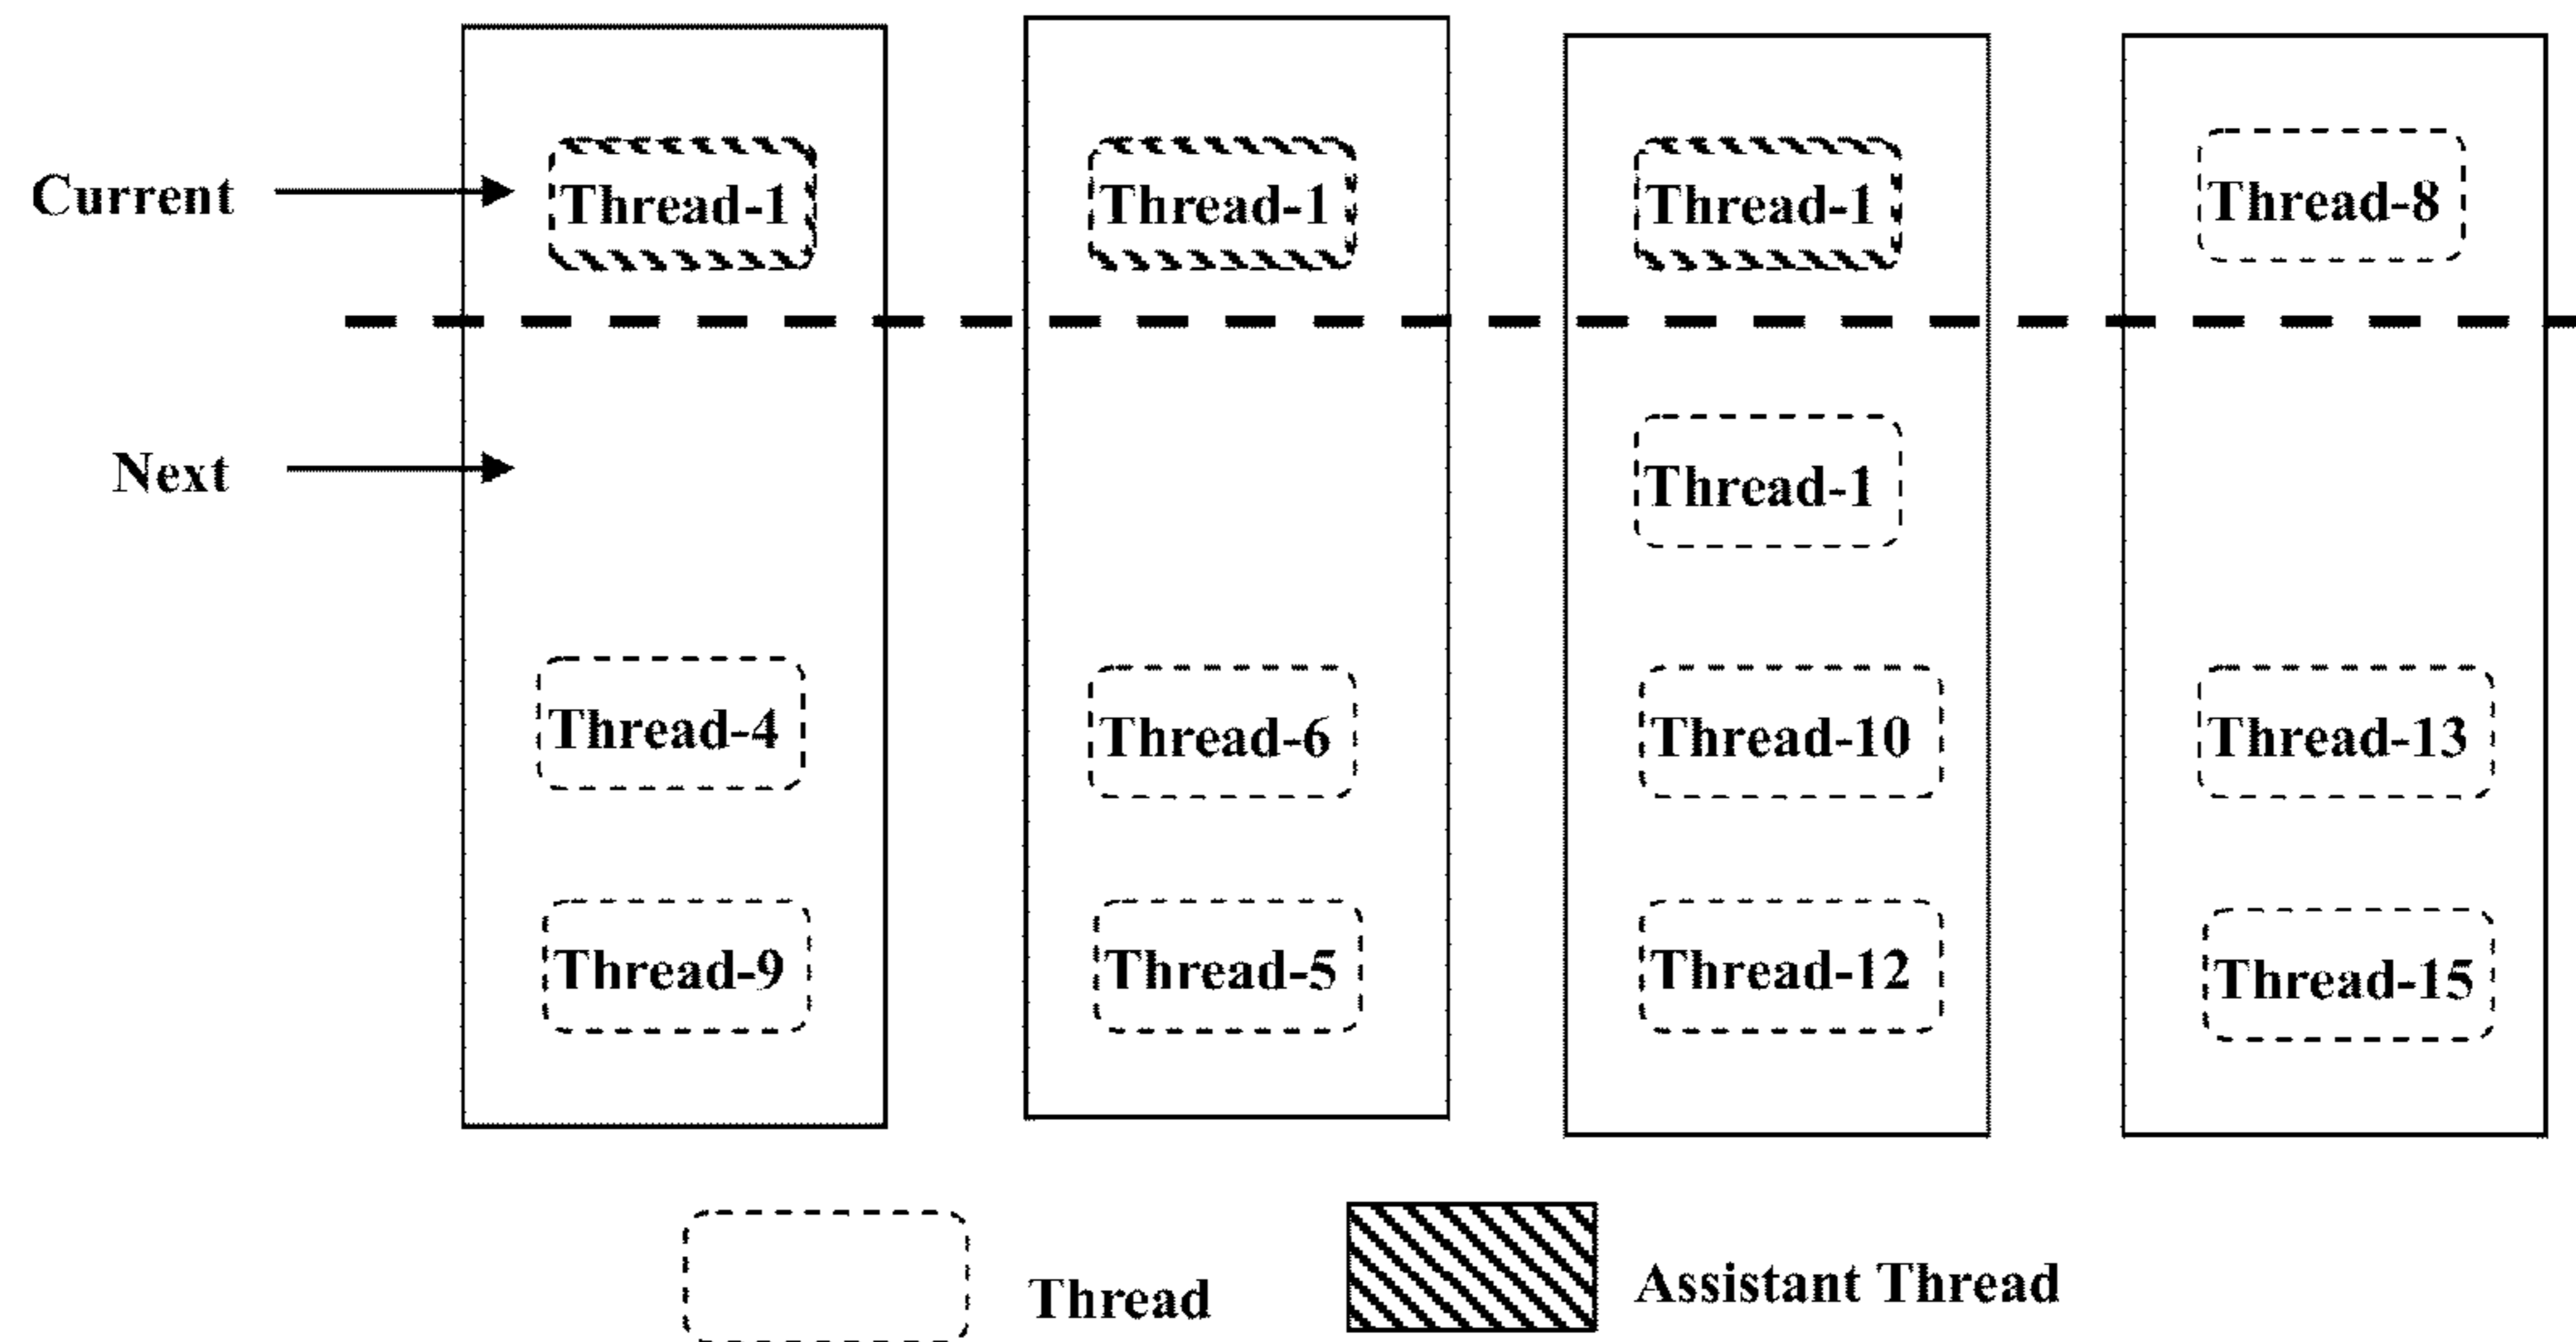 Current Thread-1 Thread-1 Thread-1 Thread-8
Next Thread-1
Thread-4 Thread-6 Thread-10 Thread-13
Thread-9 Thread-5 Thread-12 Thread-15
Thread Assistant Thread